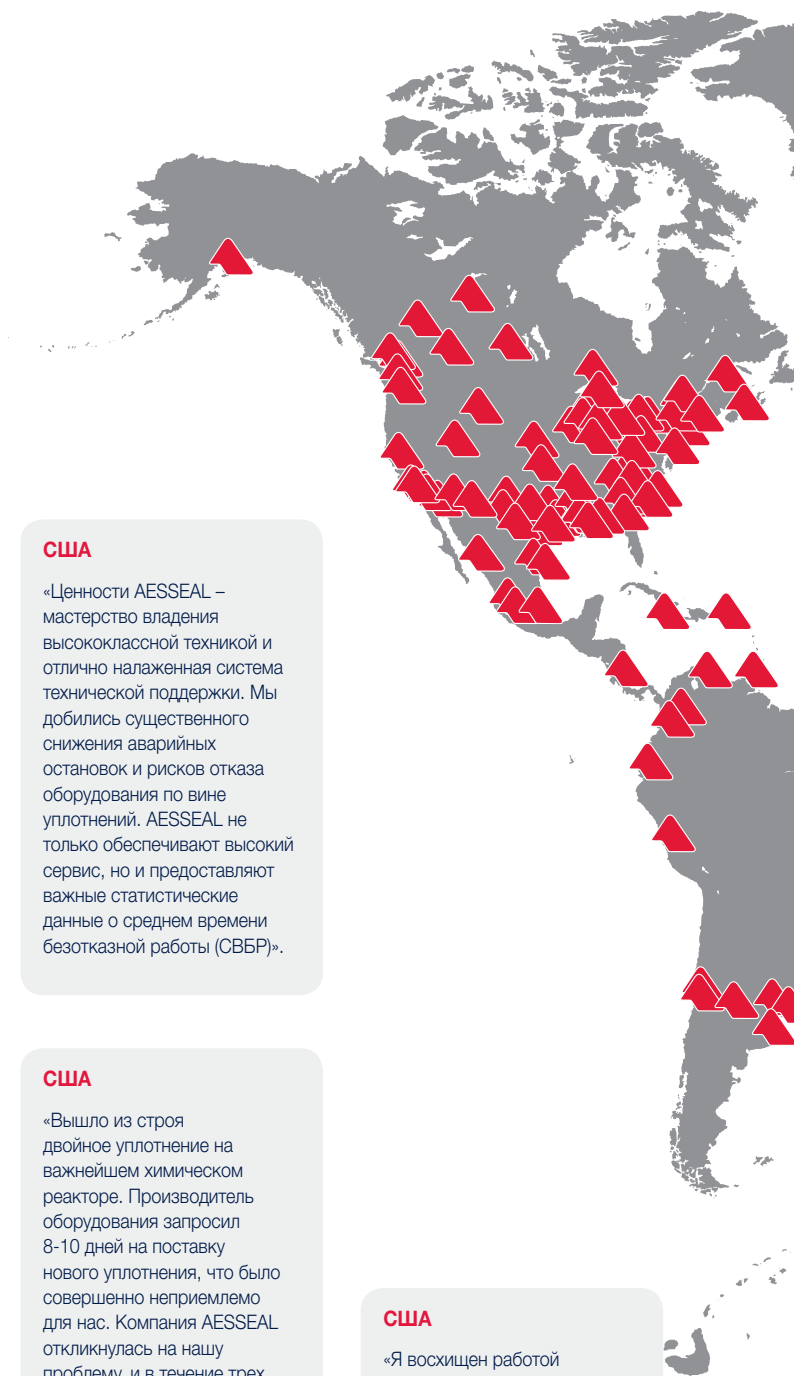 США
«Ценности AESSEAL –
мастерство владения
высококлассной техникой и
отлично налаженная система
технической поддержки. Мы
добились существенного
снижения аварийных
остановок и рисков отказа
оборудования по вине
уплотнений. AESSEAL не
только обеспечивают высокий
сервис, но и предоставляют
важные статистические
данные о среднем времени
безотказной работы (СВБР)».
США
«Вышло из строя
двойное уплотнение на
важнейшем химическом
реакторе. Производитель
оборудования запросил
8-10 дней на поставку
нового уплотнения, что было
совершенно неприемлемо
для нас. Компания AESSEAL
откликнулась на нашу
проблему, и в течение трех
США
«Я восхищен работой